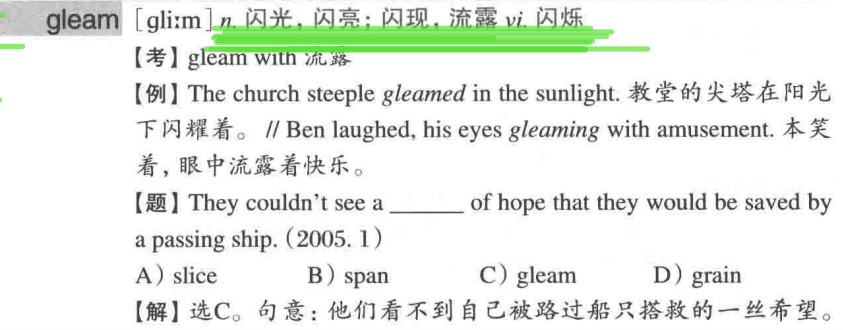 gleam [gliːm] n. 闪光，闪亮；闪现，流露 vi. 闪烁
【考】gleam with 流露
【例】The church steeple gleamed in the sunlight. 教堂的尖塔在阳光
下闪耀着。 // Ben laughed, his eyes gleaming with amusement. 本笑
着，眼中流露着快乐。
【题】They couldn't see a ______ of hope that they would be saved by
a passing ship. (2005. 1)
A) slice B) span C) gleam D) grain
【解】选C。句意：他们看不到自己被路过船只搭救的一丝希望。